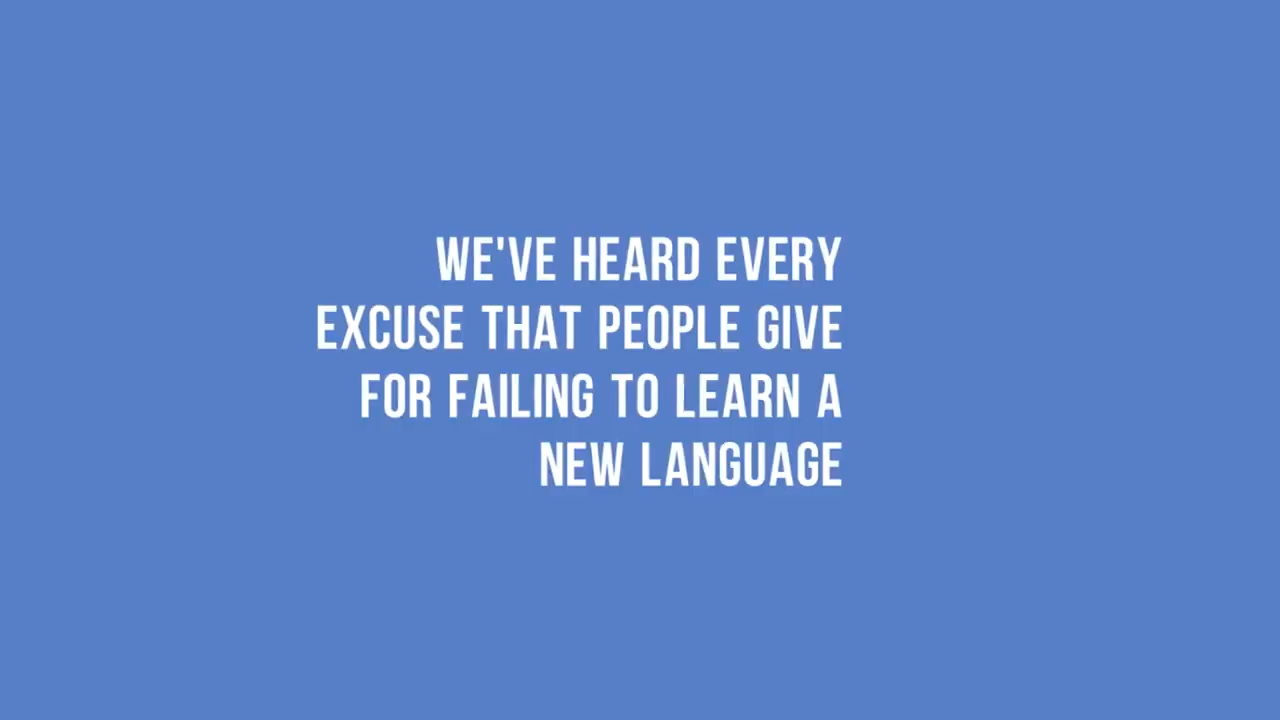 WE'VE HEARD EVERY
EXCUSE THAT PEOPLE GIVE
FOR FAILING TO LEARN A
NEW LANGUAGE